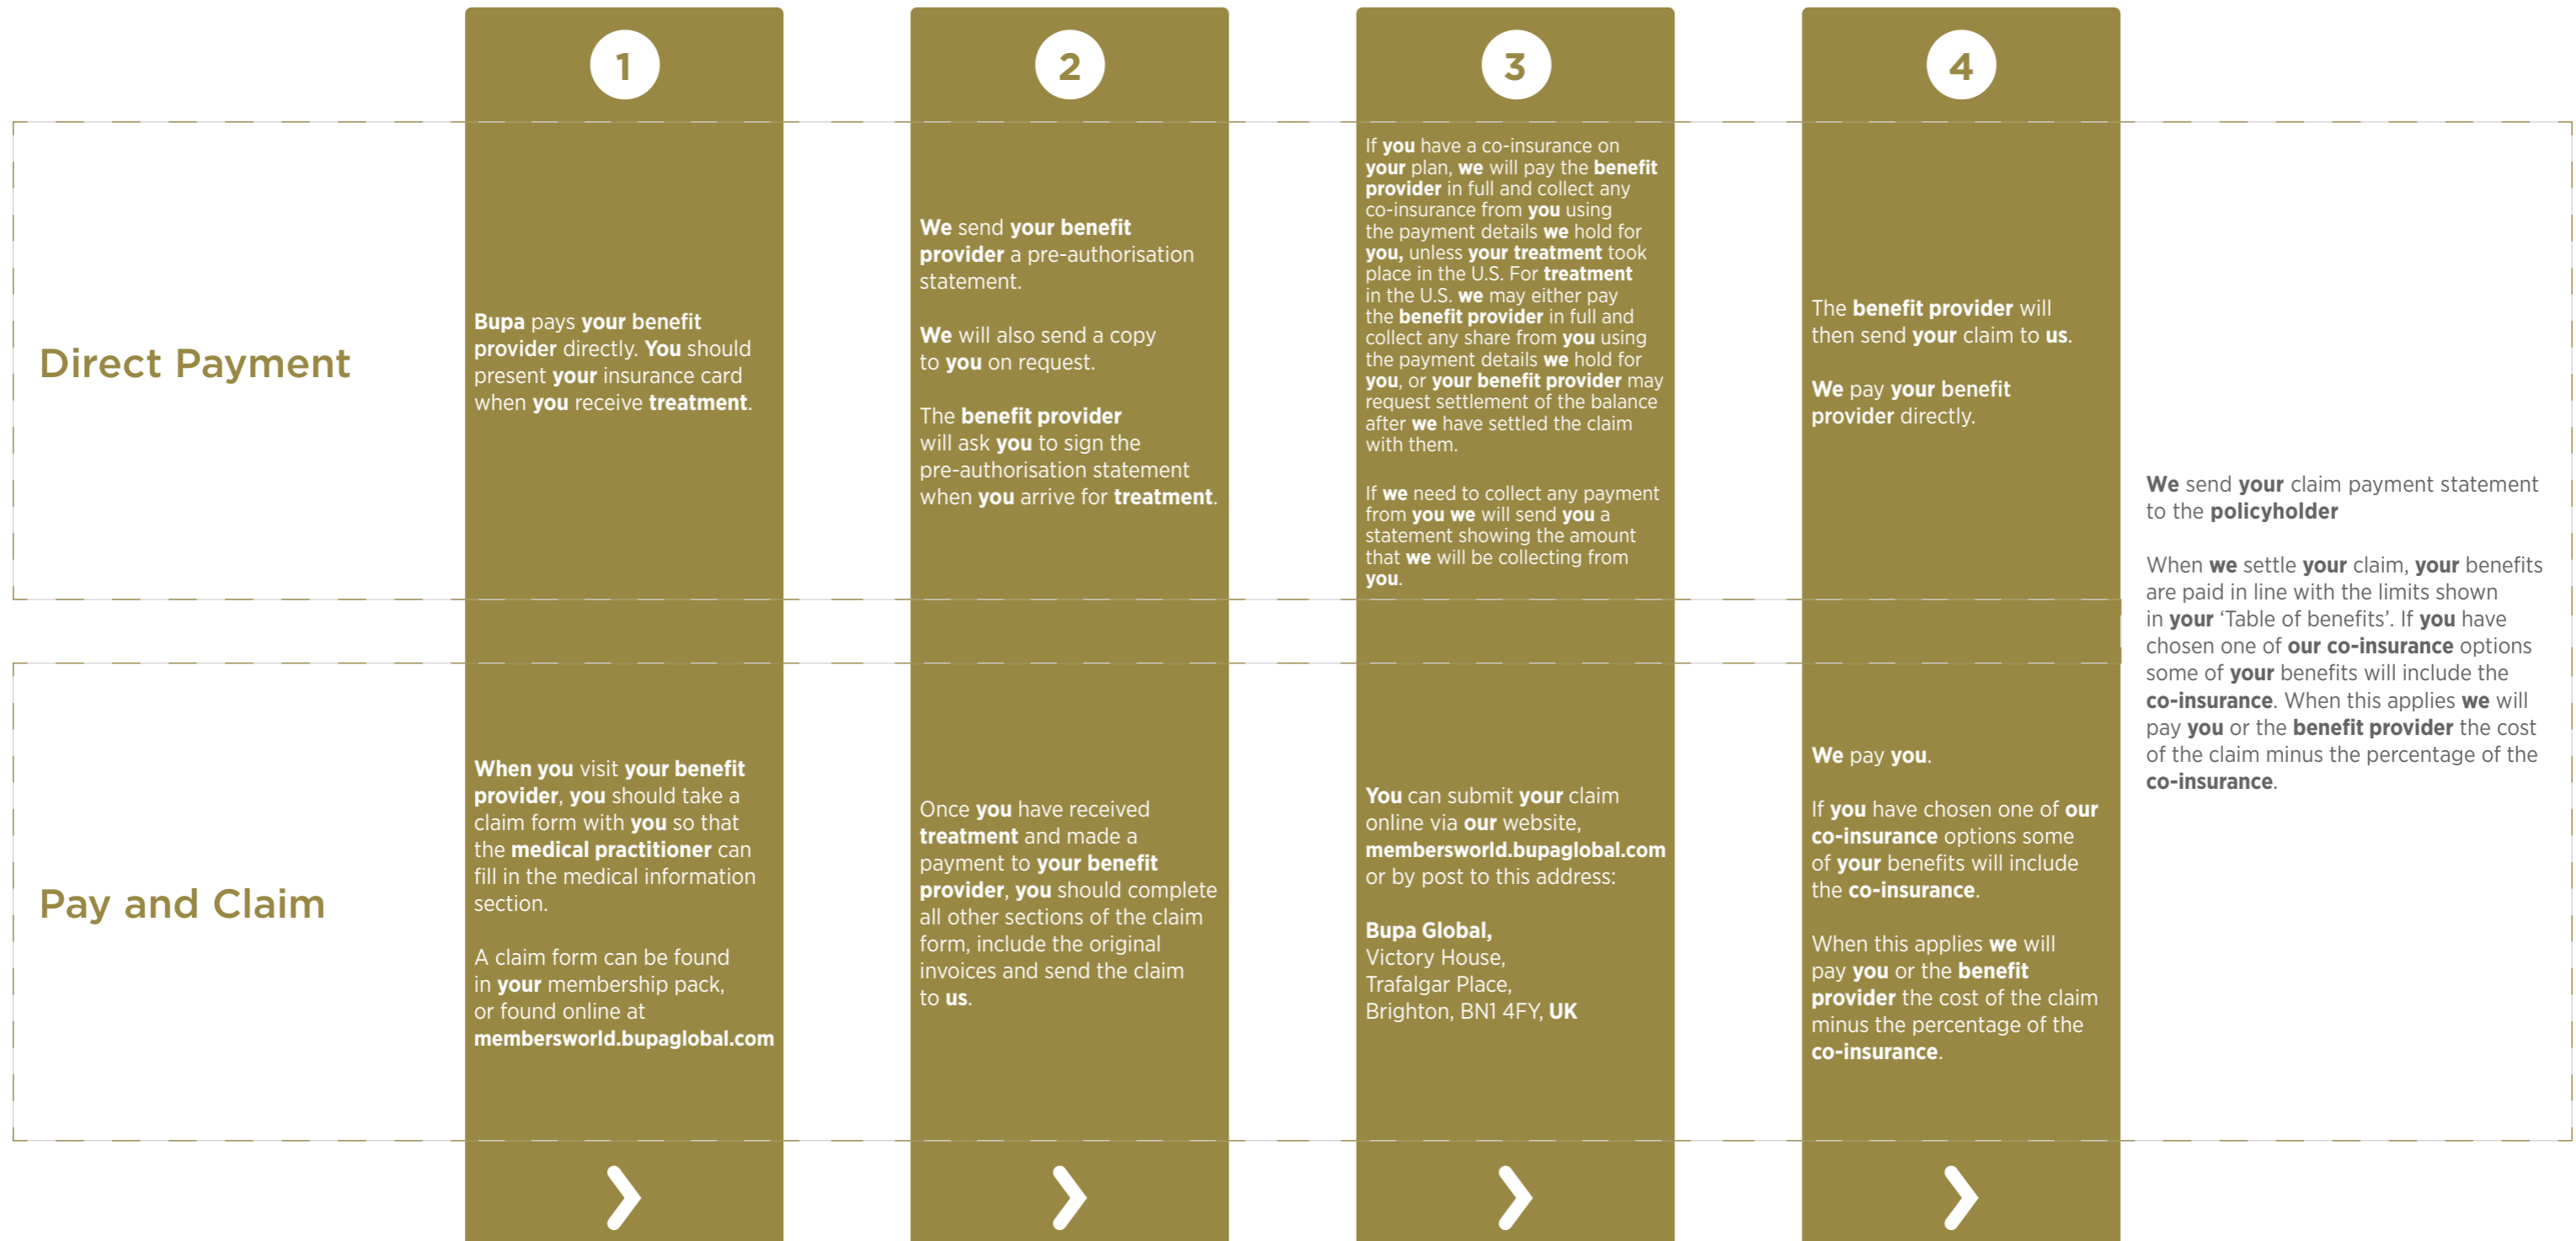 1
2
3
4
Direct Payment
Bupa pays your benefit
provider directly. You should
present your insurance card
when you receive treatment.
We send your benefit
provider a pre-authorisation
statement.
We will also send a copy
to you on request.
The benefit provider
will ask you to sign the
pre-authorisation statement
when you arrive for treatment.
If you have a co-insurance on
your plan, we will pay the benefit
provider in full and collect any
co-insurance from you using
the payment details we hold for
you, unless your treatment took
place in the U.S. For treatment
in the U.S. we may either pay
the benefit provider in full and
collect any share from you using
the payment details we hold for
you, or your benefit provider may
request settlement of the balance
after we have settled the claim
with them.
If we need to collect any payment
from you we will send you a
statement showing the amount
that we will be collecting from
you.
The benefit provider will
then send your claim to us.
We pay your benefit
provider directly.
Pay and Claim
When you visit your benefit
provider, you should take a
claim form with you so that
the medical practitioner can
fill in the medical information
section.
A claim form can be found
in your membership pack,
or found online at
membersworld.bupaglobal.com
Once you have received
treatment and made a
payment to your benefit
provider, you should complete
all other sections of the claim
form, include the original
invoices and send the claim
to us.
You can submit your claim
online via our website,
membersworld.bupaglobal.com
or by post to this address:
Bupa Global,
Victory House,
Trafalgar Place,
Brighton, BN1 4FY, UK
We pay you.
If you have chosen one of our
co-insurance options some
of your benefits will include
the co-insurance.
When this applies we will
pay you or the benefit
provider the cost of the claim
minus the percentage of the
co-insurance.
We send your claim payment statement
to the policyholder
When we settle your claim, your benefits
are paid in line with the limits shown
in your ‘Table of benefits’. If you have
chosen one of our co-insurance options
some of your benefits will include the
co-insurance. When this applies we will
pay you or the benefit provider the cost
of the claim minus the percentage of the
co-insurance.